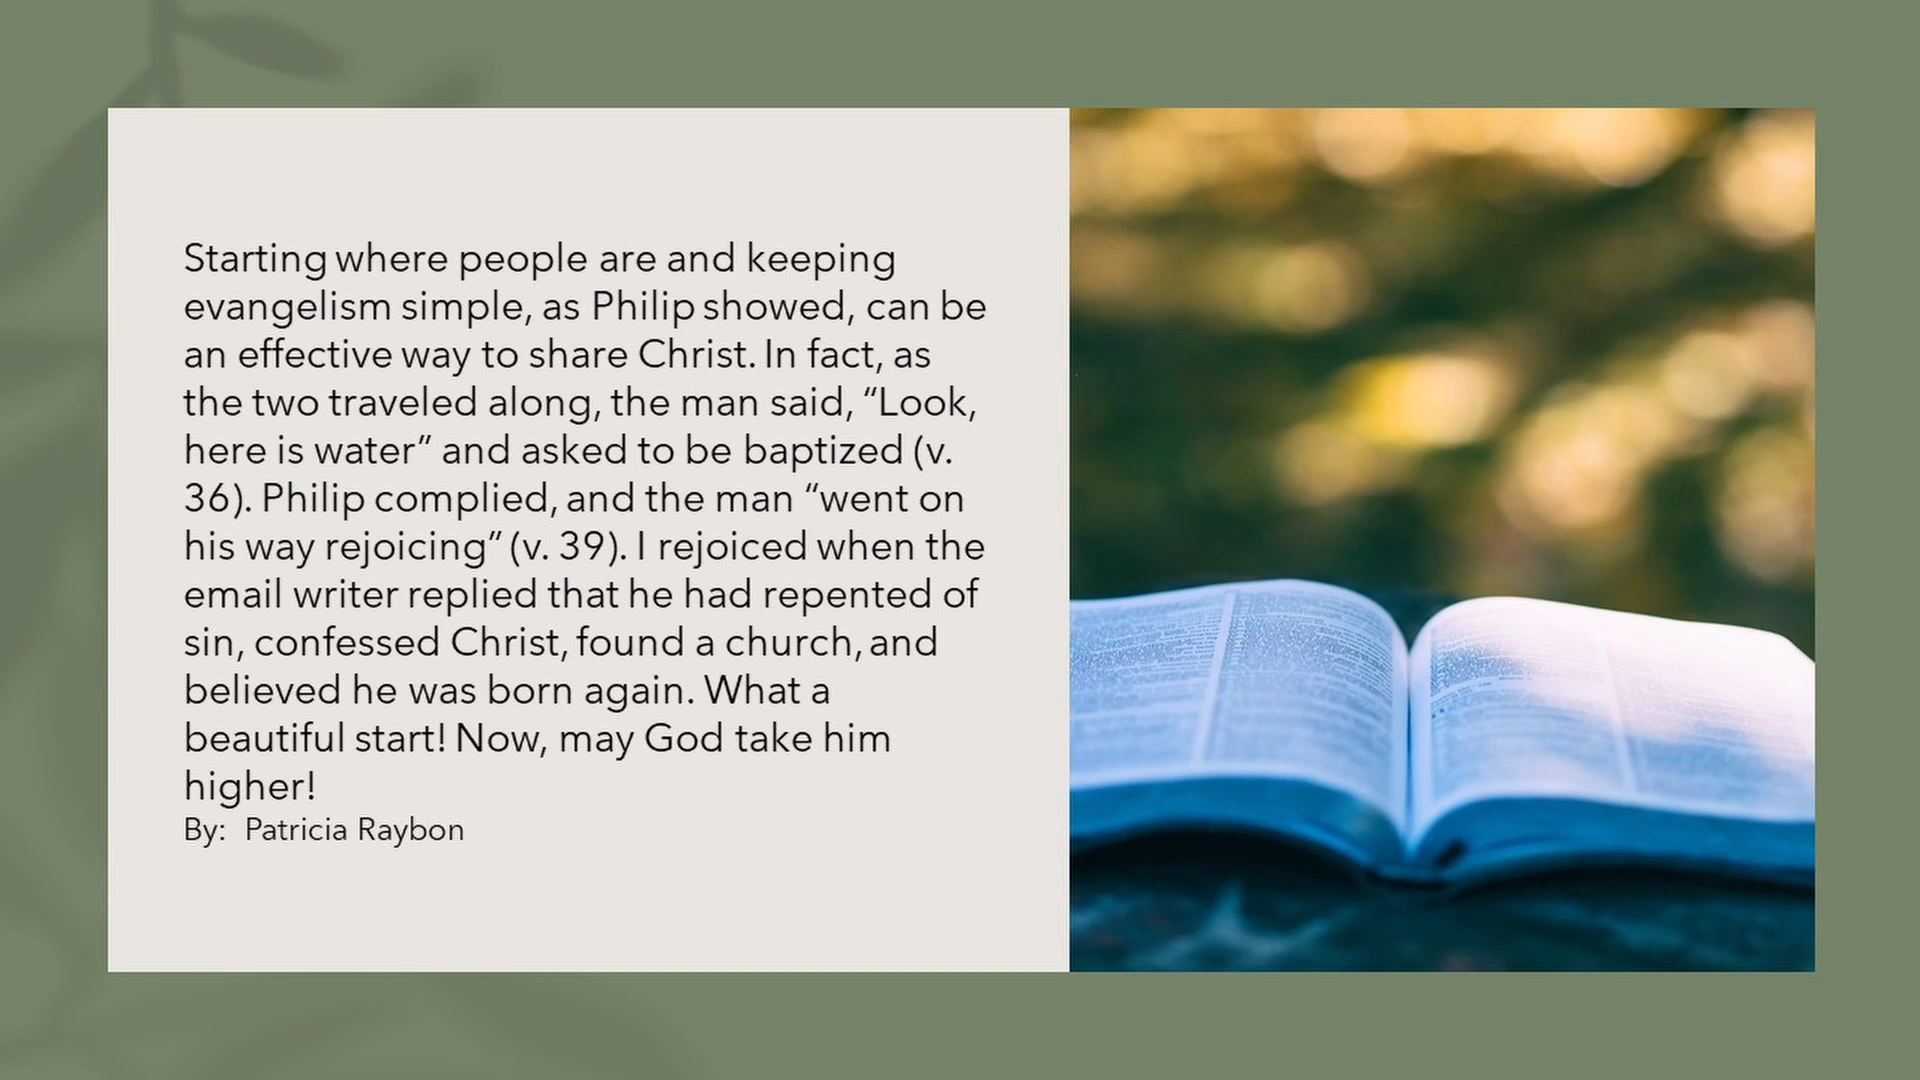 Starting where people are and keeping
evangelism simple, as Philip showed, can be
an effective way to share Christ. In fact, as
the two traveled along, the man said, “Look,
here is water” and asked to be baptized (v.
36). Philip complied, and the man “went on
his way rejoicing” (v. 39). I rejoiced when the
email writer replied that he had repented of
sin, confessed Christ, found a church, and
believed he was born again. What a
beautiful start! Now, may God take him
higher!
By:  Patricia Raybon